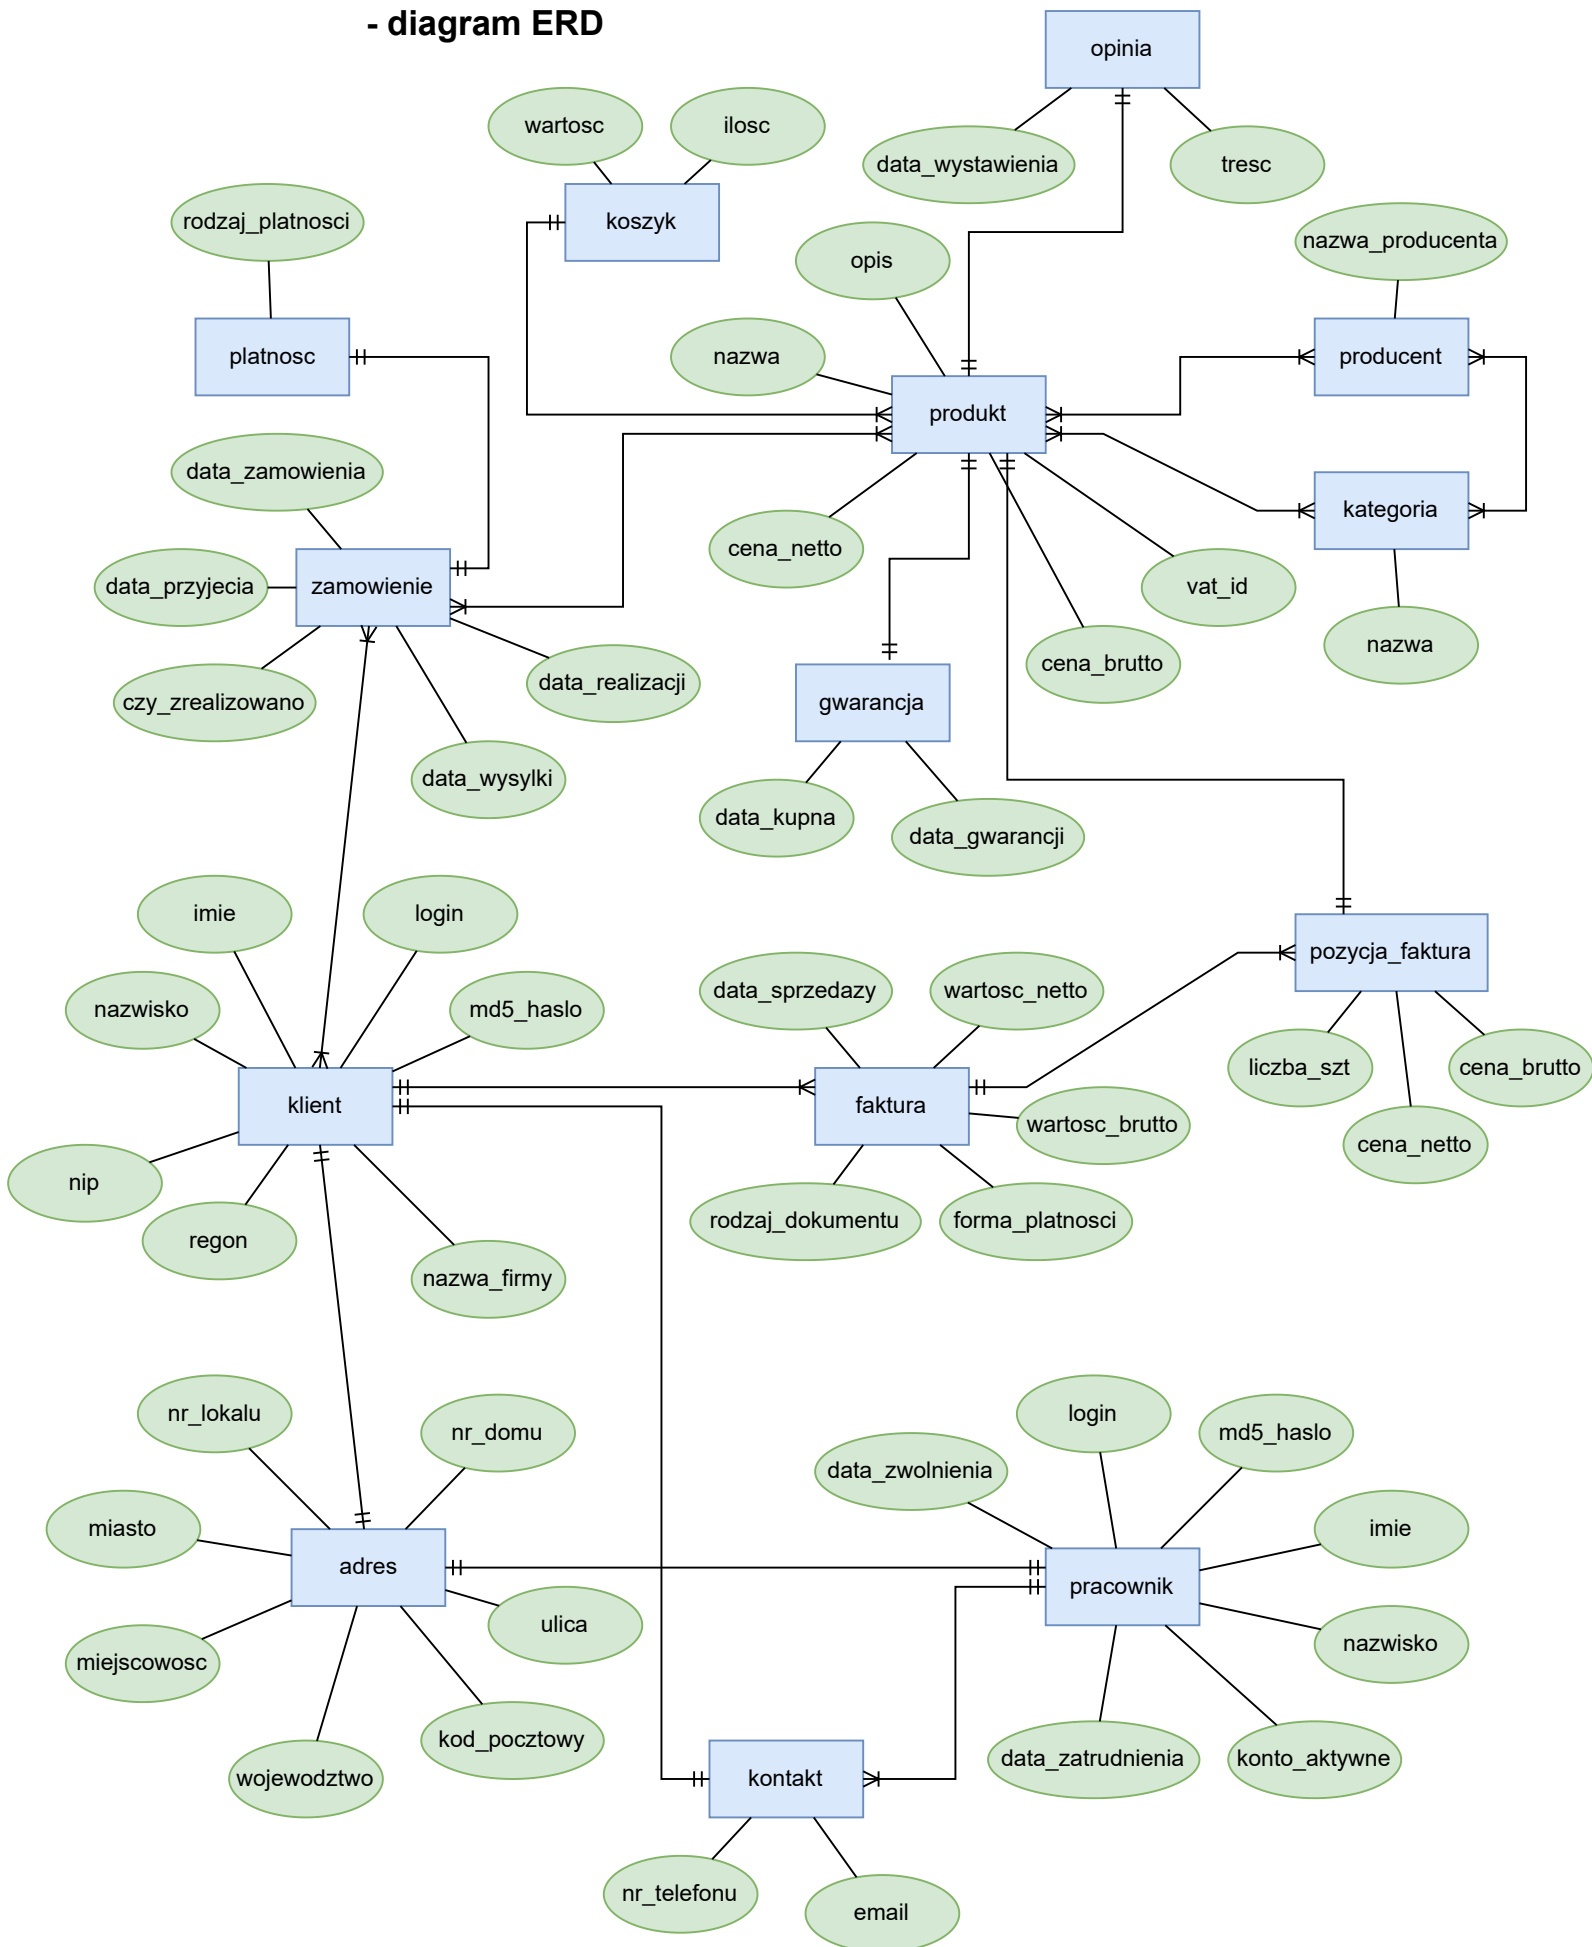 - diagram ERD
opinia
wartosc
ilosc
data_wystawienia
tresc
rodzaj_platnosci
koszyk
opis
nazwa_producenta
platnosc
nazwa
producent
produkt
data_zamowienia
kategoria
cena_netto
data_przyjecia
zamowienie
vat_id
nazwa
cena_brutto
data_realizacji
czy_zrealizowano
gwarancja
data_wysylki
data_kupna
data_gwarancji
imie
login
pozycja_faktura
data_sprzedazy
wartosc_netto
nazwisko
md5_haslo
liczba_szt
cena_brutto
klient
faktura
wartosc_brutto
cena_netto
nip
rodzaj_dokumentu
forma_platnosci
regon
nazwa_firmy
nr_lokalu
nr_domu
login
md5_haslo
data_zwolnienia
miasto
imie
adres
pracownik
ulica
nazwisko
miejscowosc
kod_pocztowy
data_zatrudnienia
konto_aktywne
wojewodztwo
kontakt
nr_telefonu
email